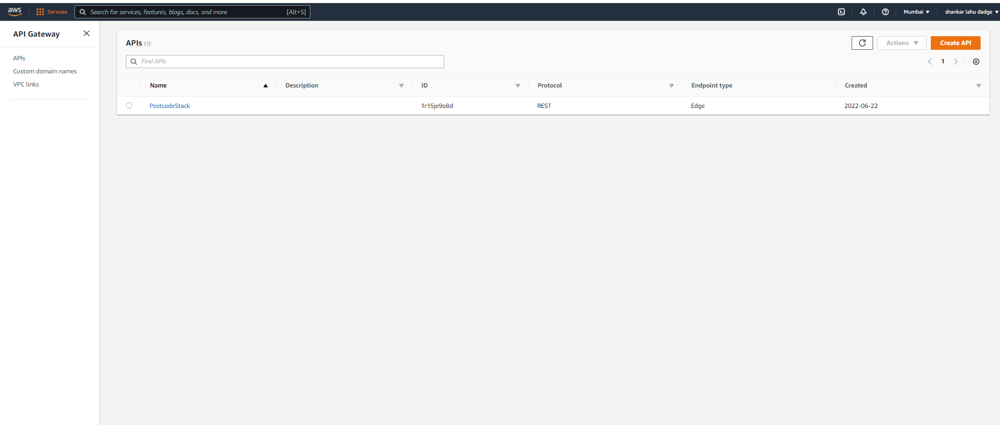 aws Services Search for services, features, blogs, docs, and more [Alt+S] Mumbai shankar lahu dadge
API Gateway
APIs
Custom domain names
VPC links
APIs (1)
Actions Create API
Find APIs
1
Name Description ID Protocol Endpoint type Created
PostcodeStack 1r15je9o8d REST Edge 2022-06-22